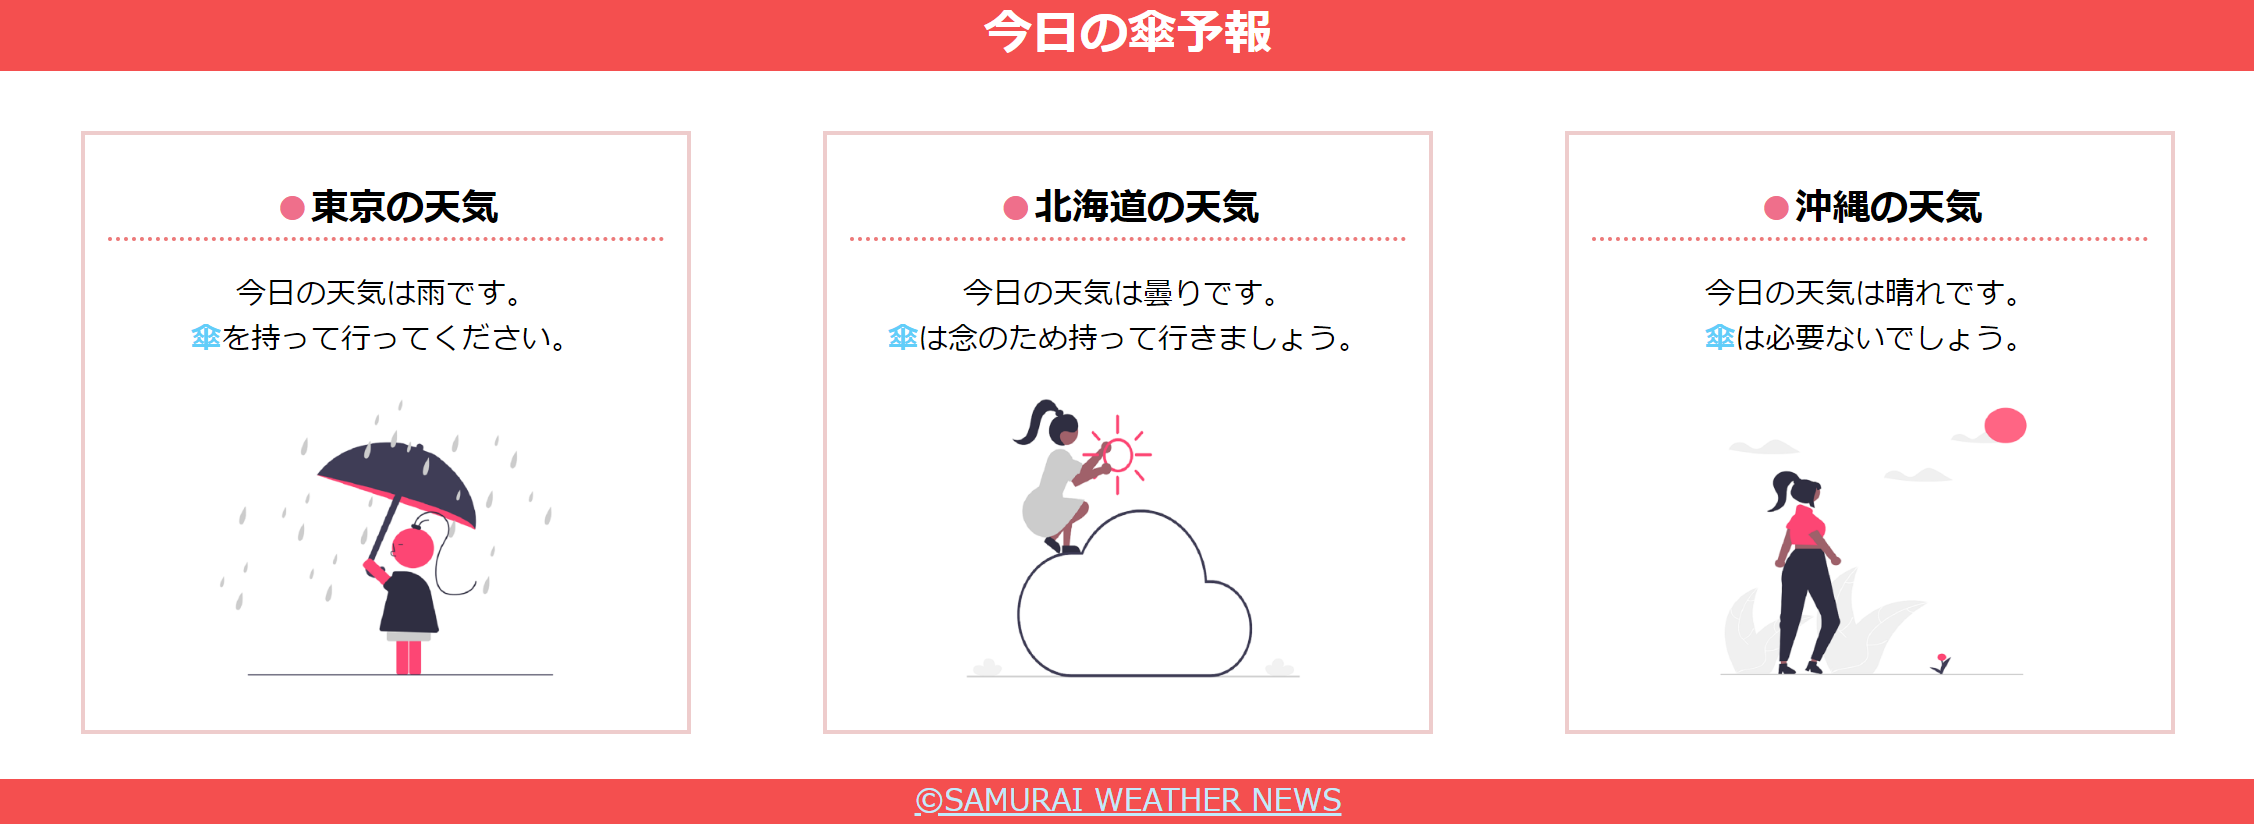 今日の傘予報
●東京の天気
今日の天気は雨です。
傘を持って行ってください。
●北海道の天気
今日の天気は曇りです。
傘は念のため持って行きましょう。
●沖縄の天気
今日の天気は晴れです。
傘は必要ないでしょう。
©SAMURAI WEATHER NEWS